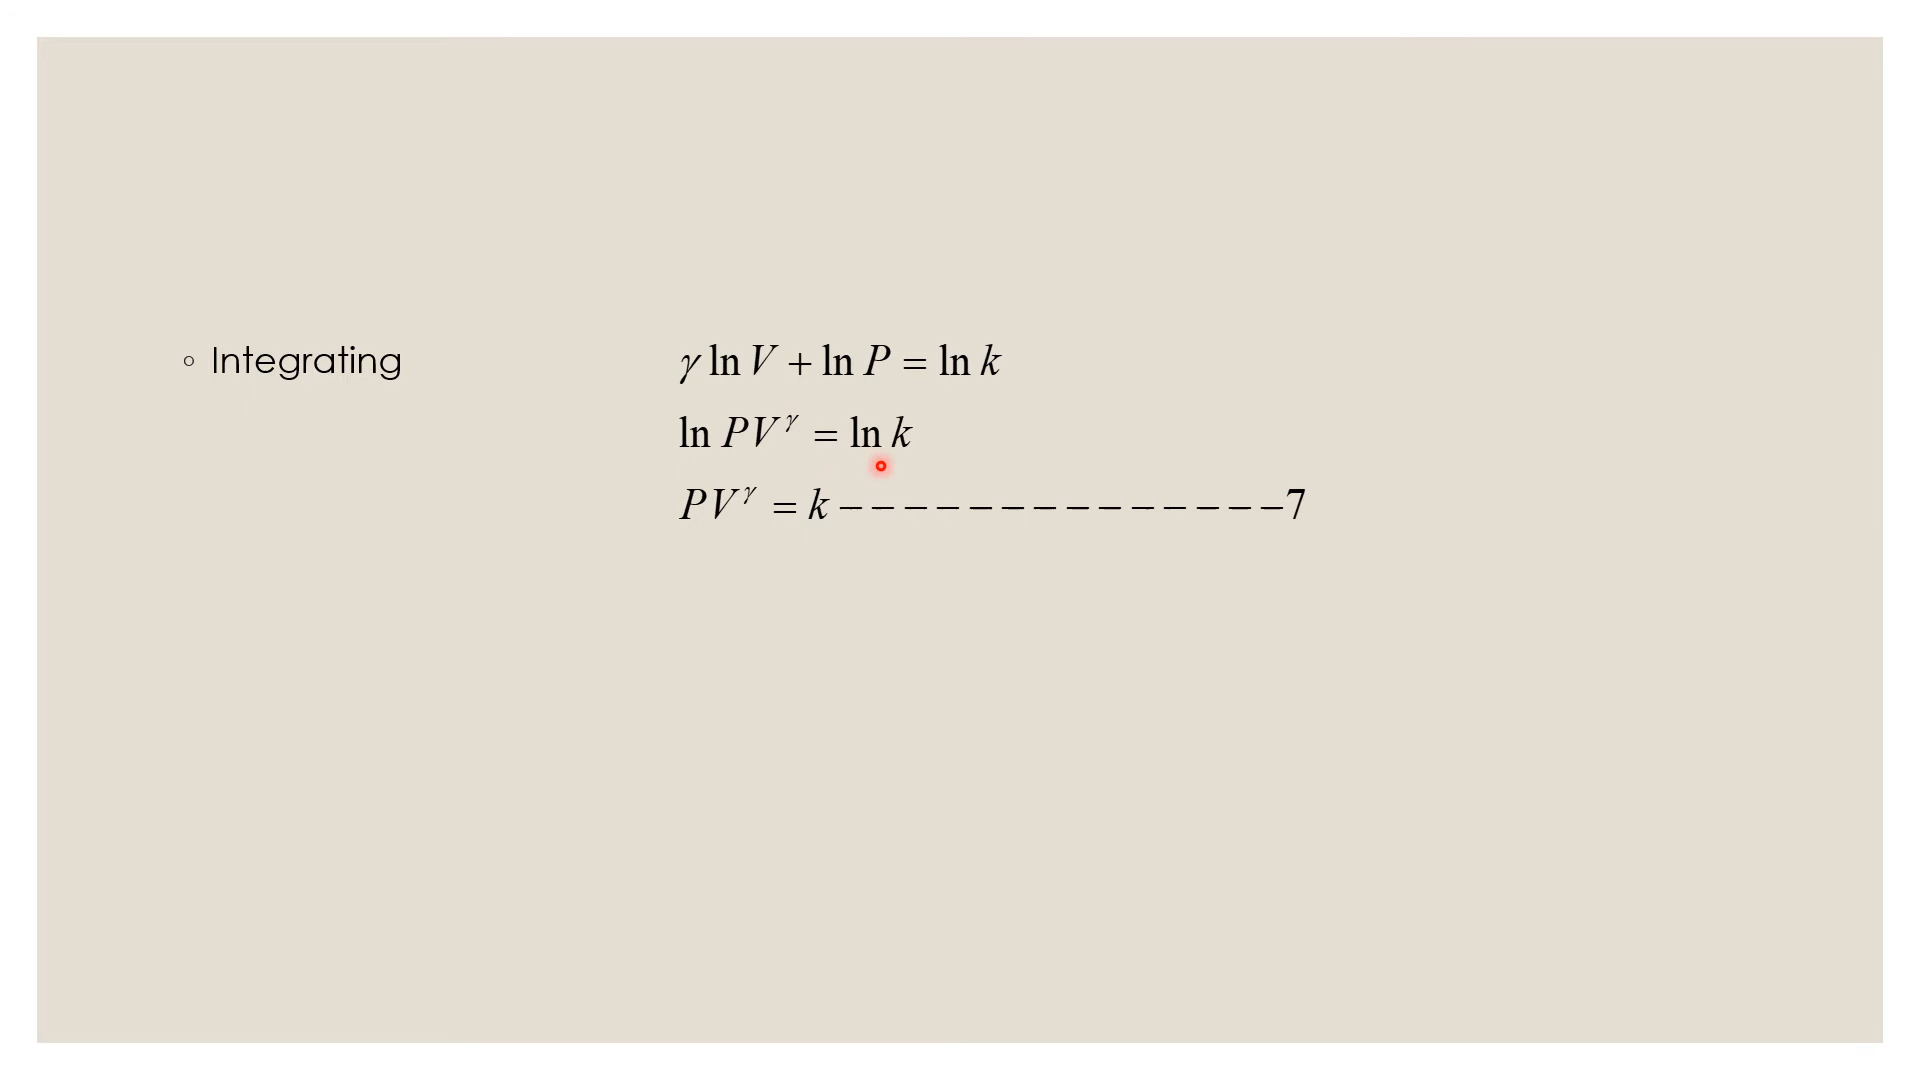 ◦ Integrating γ ln V + ln P = ln k
ln PV^γ = ln k
PV^γ = k − − − − − − − − − − − − − −7